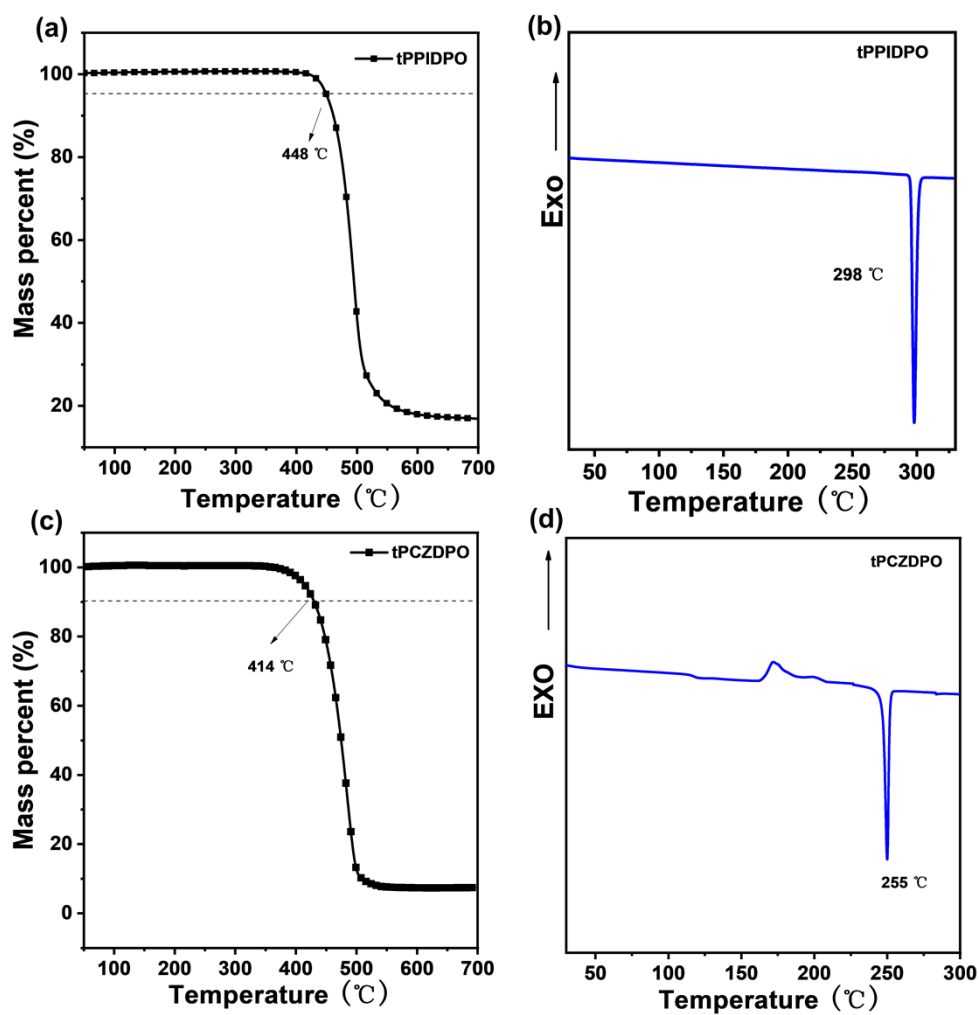 (a)
tPPIDPO
Mass percent (%)
100
80
60
40
20
448 ℃
100 200 300 400 500 600 700
Temperature（℃）
(b)
tPPIDPO
Exo
298 ℃
50 100 150 200 250 300
Temperature（℃）
(c)
tPCZDPO
Mass percent (%)
100
80
60
40
20
0
414 ℃
100 200 300 400 500 600 700
Temperature（℃）
(d)
tPCZDPO
EXO
255 ℃
50 100 150 200 250 300
Temperature（℃）